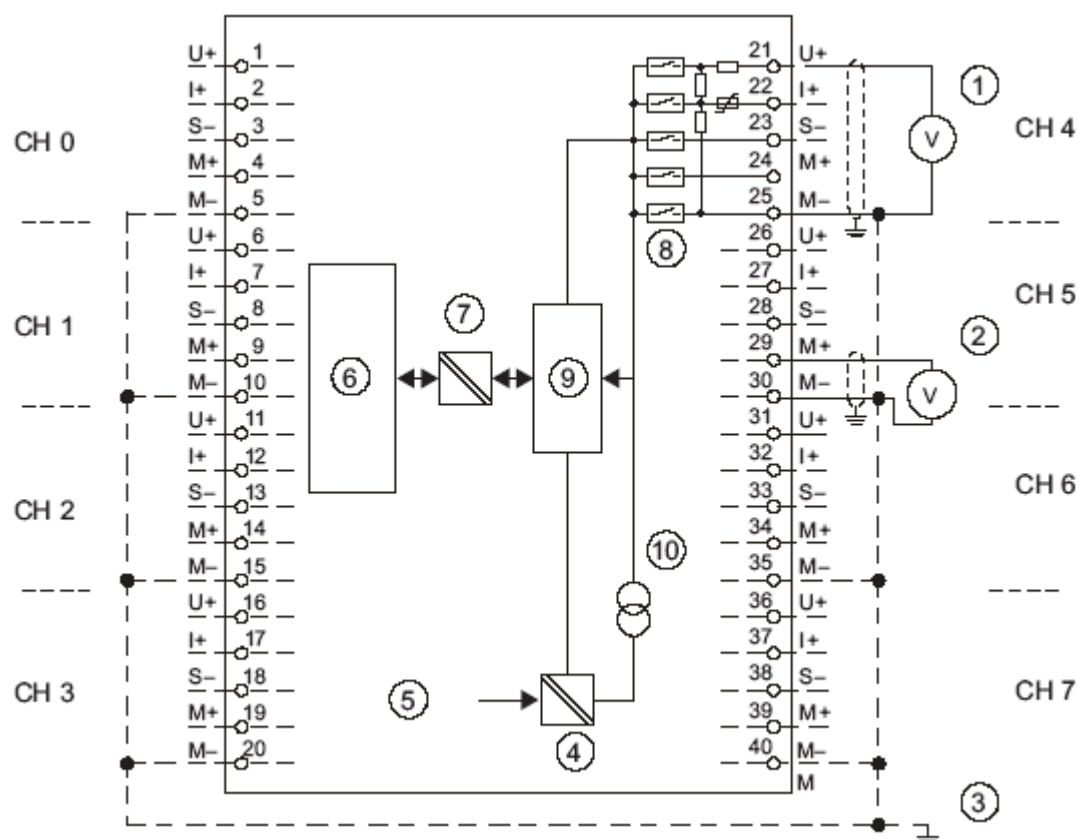 CH 0
U+ 1
I+ 2
S– 3
M+ 4
M– 5
CH 1
U+ 6
I+ 7
S– 8
M+ 9
M– 10
CH 2
U+ 11
I+ 12
S– 13
M+ 14
M– 15
CH 3
U+ 16
I+ 17
S– 18
M+ 19
M– 20
6
7
9
8
10
5
4
21 U+
22 I+
23 S–
24 M+
25 M–
V
1
CH 4
26 U+
27 I+
28 S–
29 M+
30 M–
CH 5
2
V
31 U+
32 I+
33 S–
34 M+
35 M–
CH 6
36 U+
37 I+
38 S–
39 M+
40 M–
M
CH 7
3